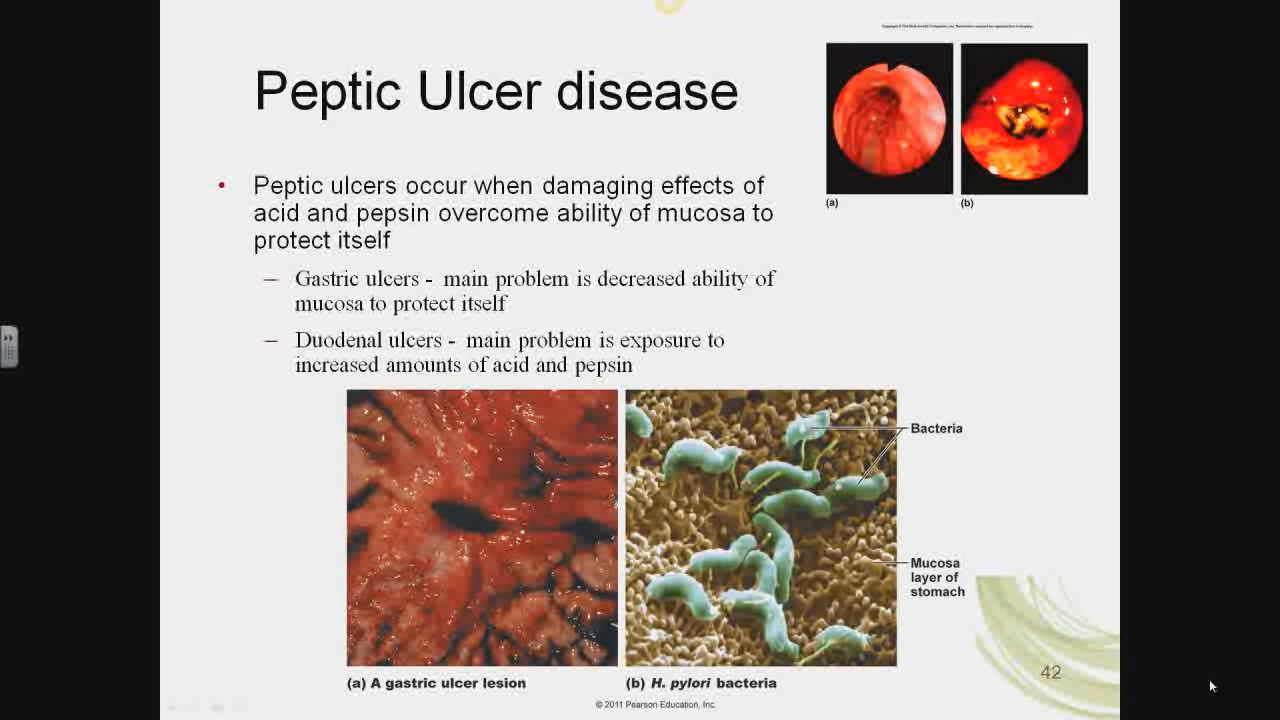 Peptic Ulcer disease
(a)
(b)
• Peptic ulcers occur when damaging effects of
acid and pepsin overcome ability of mucosa to
protect itself
– Gastric ulcers - main problem is decreased ability of
mucosa to protect itself
– Duodenal ulcers - main problem is exposure to
increased amounts of acid and pepsin
Bacteria
Mucosa
layer of
stomach
(a) A gastric ulcer lesion
(b) H. pylori bacteria
42
© 2011 Pearson Education, Inc.